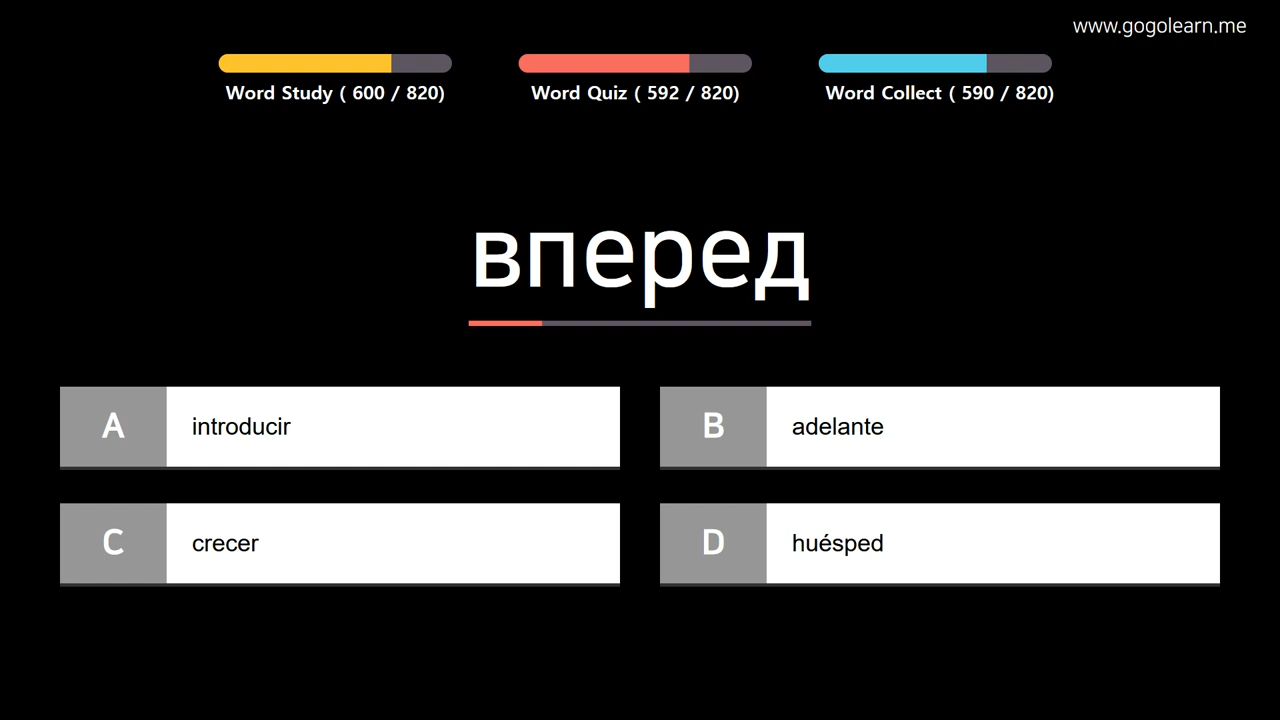 www.gogolearn.me
Word Study ( 600 / 820)
Word Quiz ( 592 / 820)
Word Collect ( 590 / 820)
вперед
A introducir
B adelante
C crecer
D huésped